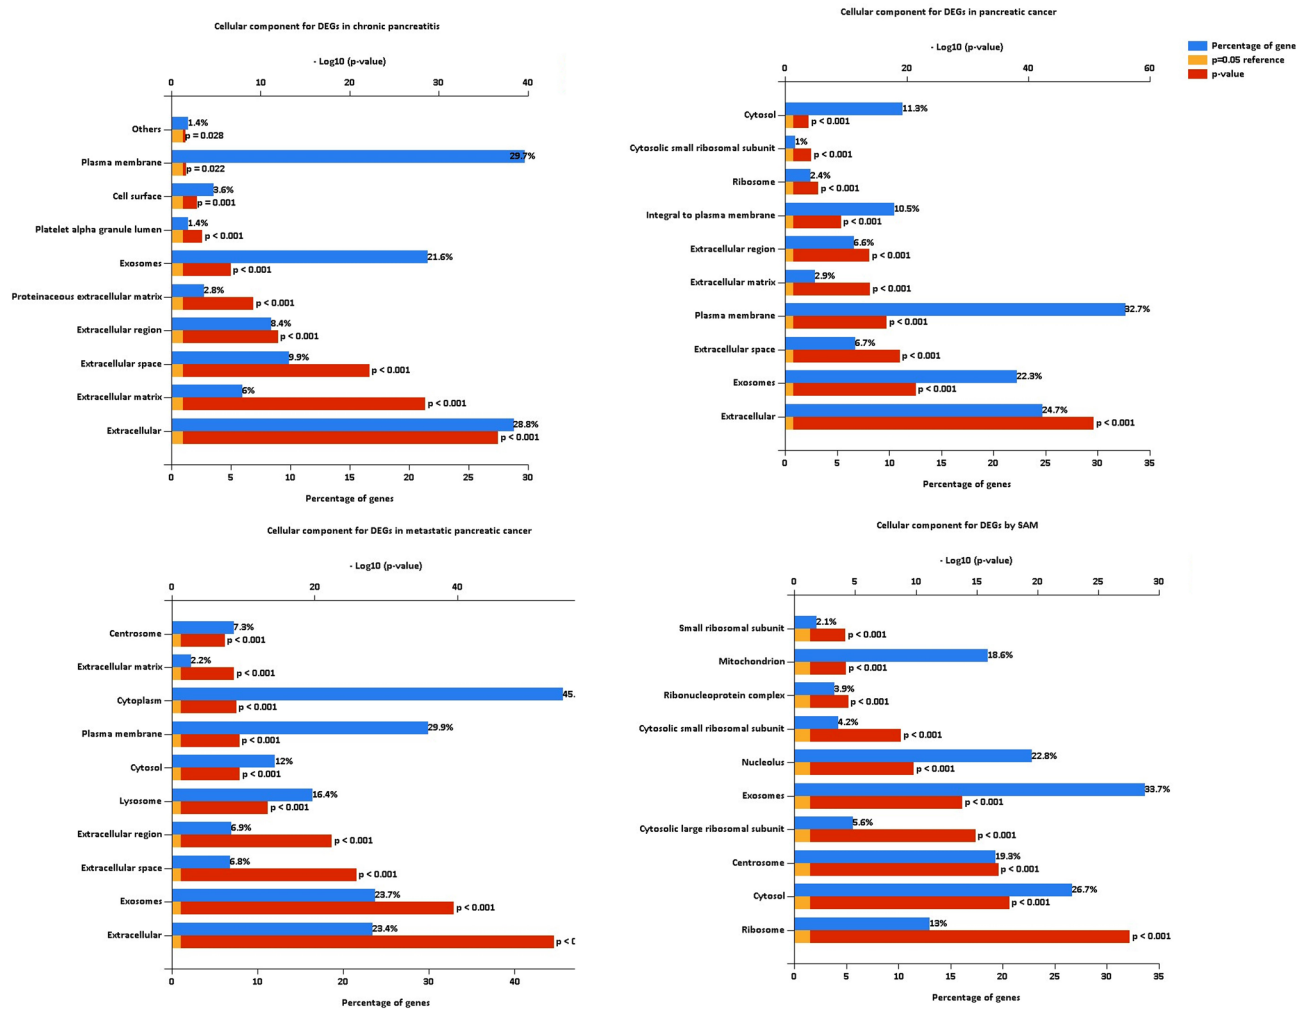 Cellular component for DEGs in chronic pancreatitis
- Log10 (p-value)
0 10 20 30 40
Others 1.4%
p = 0.028
Plasma membrane 29.7%
p = 0.022
Cell surface 3.6%
p = 0.001
Platelet alpha granule lumen 1.4%
p < 0.001
Exosomes 21.6%
p < 0.001
Proteinaceous extracellular matrix 2.8%
p < 0.001
Extracellular region 8.4%
p < 0.001
Extracellular space 9.9%
p < 0.001
Extracellular matrix 6%
p < 0.001
Extracellular 28.8%
p < 0.001
0 5 10 15 20 25 30
Percentage of genes
Cellular component for DEGs in pancreatic cancer
- Log10 (p-value)
0 20 40 60
Cytosol 11.3%
p < 0.001
Cytosolic small ribosomal subunit 1%
p < 0.001
Ribosome 2.4%
p < 0.001
Integral to plasma membrane 10.5%
p < 0.001
Extracellular region 6.6%
p < 0.001
Extracellular matrix 2.9%
p < 0.001
Plasma membrane 32.7%
p < 0.001
Extracellular space 6.7%
p < 0.001
Exosomes 22.3%
p < 0.001
Extracellular 24.7%
p < 0.001
0 5 10 15 20 25 30 35
Percentage of genes
Percentage of gene
p=0.05 reference
p-value
Cellular component for DEGs in metastatic pancreatic cancer
- Log10 (p-value)
0 20 40
Centrosome 7.3%
p < 0.001
Extracellular matrix 2.2%
p < 0.001
Cytoplasm 45.
p < 0.001
Plasma membrane 29.9%
p < 0.001
Cytosol 12%
p < 0.001
Lysosome 16.4%
p < 0.001
Extracellular region 6.9%
p < 0.001
Extracellular space 6.8%
p < 0.001
Exosomes 23.7%
p < 0.001
Extracellular 23.4%
p <
0 10 20 30 40
Percentage of genes
Cellular component for DEGs by SAM
- Log10 (p-value)
0 5 10 15 20 25 30
Small ribosomal subunit 2.1%
p < 0.001
Mitochondrion 18.6%
p < 0.001
Ribonucleoprotein complex 3.9%
p < 0.001
Cytosolic small ribosomal subunit 4.2%
p < 0.001
Nucleolus 22.8%
p < 0.001
Exosomes 33.7%
p < 0.001
Cytosolic large ribosomal subunit 5.6%
p < 0.001
Centrosome 19.3%
p < 0.001
Cytosol 26.7%
p < 0.001
Ribosome 13%
p < 0.001
0 5 10 15 20 25 30 35
Percentage of genes